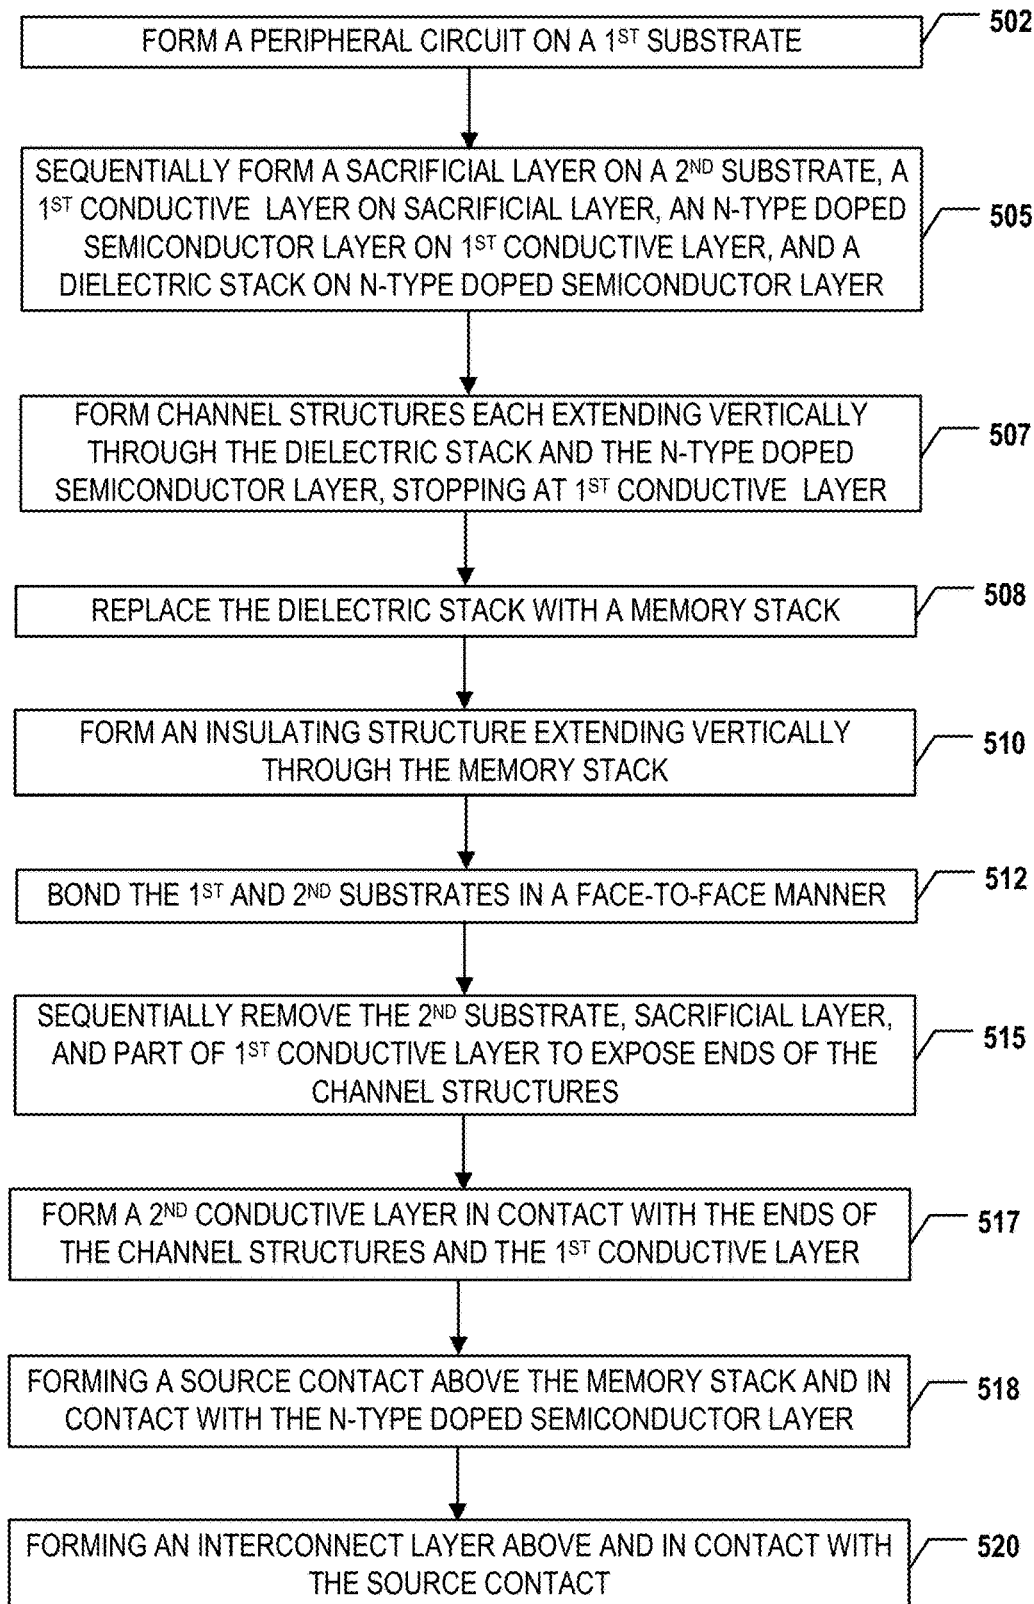 FORM A PERIPHERAL CIRCUIT ON A 1ST SUBSTRATE
502
SEQUENTIALLY FORM A SACRIFICIAL LAYER ON A 2ND SUBSTRATE, A
1ST CONDUCTIVE LAYER ON SACRIFICIAL LAYER, AN N-TYPE DOPED
SEMICONDUCTOR LAYER ON 1ST CONDUCTIVE LAYER, AND A
DIELECTRIC STACK ON N-TYPE DOPED SEMICONDUCTOR LAYER
505
FORM CHANNEL STRUCTURES EACH EXTENDING VERTICALLY
THROUGH THE DIELECTRIC STACK AND THE N-TYPE DOPED
SEMICONDUCTOR LAYER, STOPPING AT 1ST CONDUCTIVE LAYER
507
REPLACE THE DIELECTRIC STACK WITH A MEMORY STACK
508
FORM AN INSULATING STRUCTURE EXTENDING VERTICALLY
THROUGH THE MEMORY STACK
510
BOND THE 1ST AND 2ND SUBSTRATES IN A FACE-TO-FACE MANNER
512
SEQUENTIALLY REMOVE THE 2ND SUBSTRATE, SACRIFICIAL LAYER,
AND PART OF 1ST CONDUCTIVE LAYER TO EXPOSE ENDS OF THE
CHANNEL STRUCTURES
515
FORM A 2ND CONDUCTIVE LAYER IN CONTACT WITH THE ENDS OF
THE CHANNEL STRUCTURES AND THE 1ST CONDUCTIVE LAYER
517
FORMING A SOURCE CONTACT ABOVE THE MEMORY STACK AND IN
CONTACT WITH THE N-TYPE DOPED SEMICONDUCTOR LAYER
518
FORMING AN INTERCONNECT LAYER ABOVE AND IN CONTACT WITH
THE SOURCE CONTACT
520